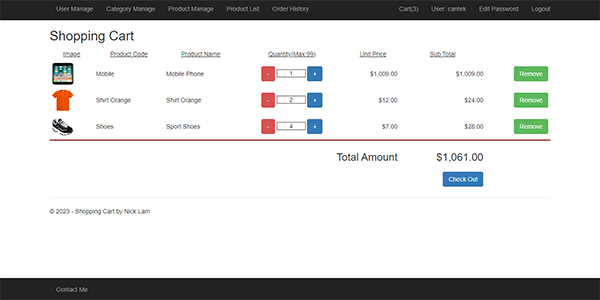 User Manage Category Manage Product Manage Product List Order History Cart(3) User: cantek Edit Password Logout
Shopping Cart
Image Product Code Product Name Quantity(Max:99) Unit Price Sub Total
Mobile Mobile Phone - 1 + $1,009.00 $1,009.00 Remove
Shirt Orange Shirt Orange - 2 + $12.00 $24.00 Remove
Shoes Sport Shoes - 4 + $7.00 $28.00 Remove
Total Amount $1,061.00
Check Out
© 2023 - Shopping Cart by Nick Lam
Contact Me